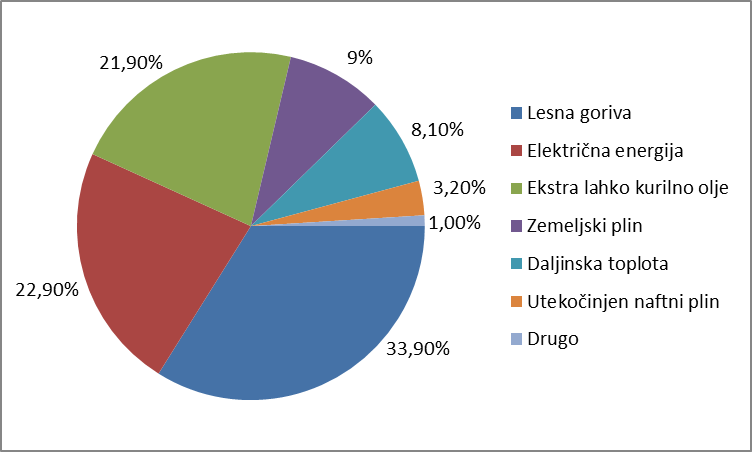 21,90%
9%
8,10%
3,20%
1,00%
22,90%
33,90%
Lesna goriva
Električna energija
Ekstra lahko kurilno olje
Zemeljski plin
Daljinska toplota
Utekočinjen naftni plin
Drugo